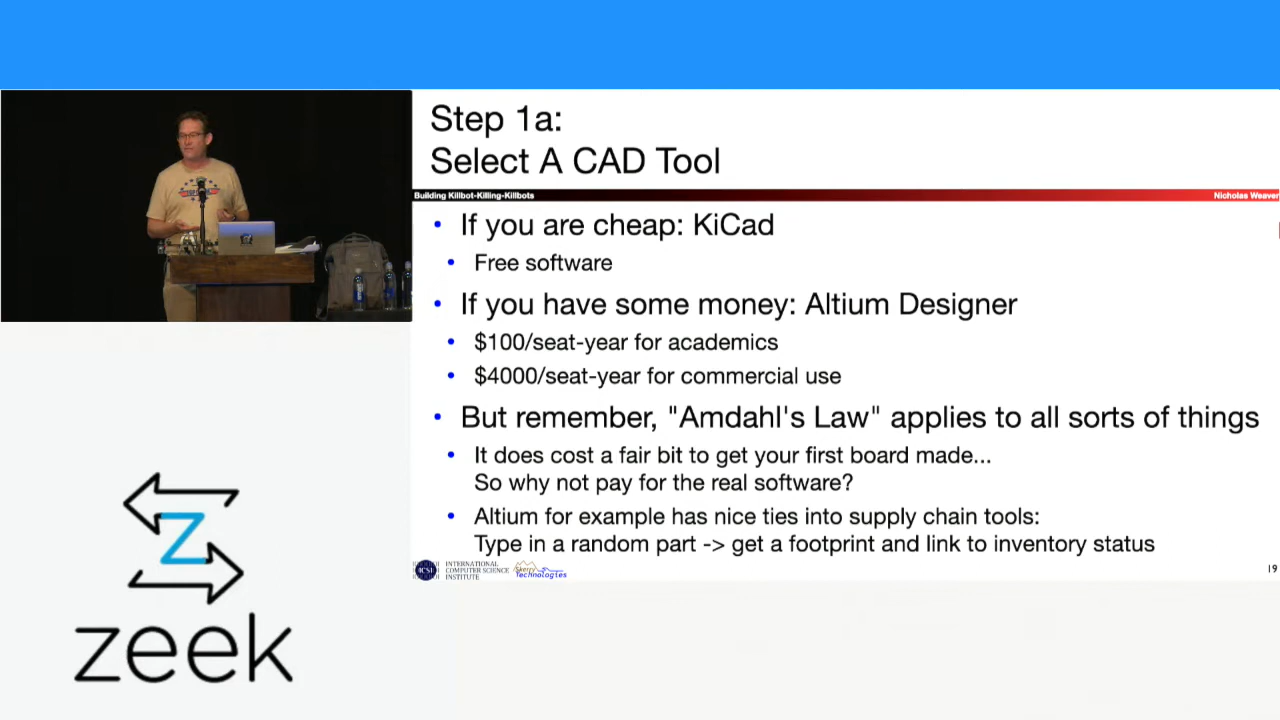 Step 1a:
Select A CAD Tool
Building Killbot-Killing-Killbots
Nicholas Weaver
• If you are cheap: KiCad
• Free software
• If you have some money: Altium Designer
• $100/seat-year for academics
• $4000/seat-year for commercial use
• But remember, "Amdahl's Law" applies to all sorts of things
• It does cost a fair bit to get your first board made...
So why not pay for the real software?
• Altium for example has nice ties into supply chain tools:
Type in a random part -> get a footprint and link to inventory status
ICSI
INTERNATIONAL
COMPUTER SCIENCE
INSTITUTE
Skerry
Technologies
19
z
zeek